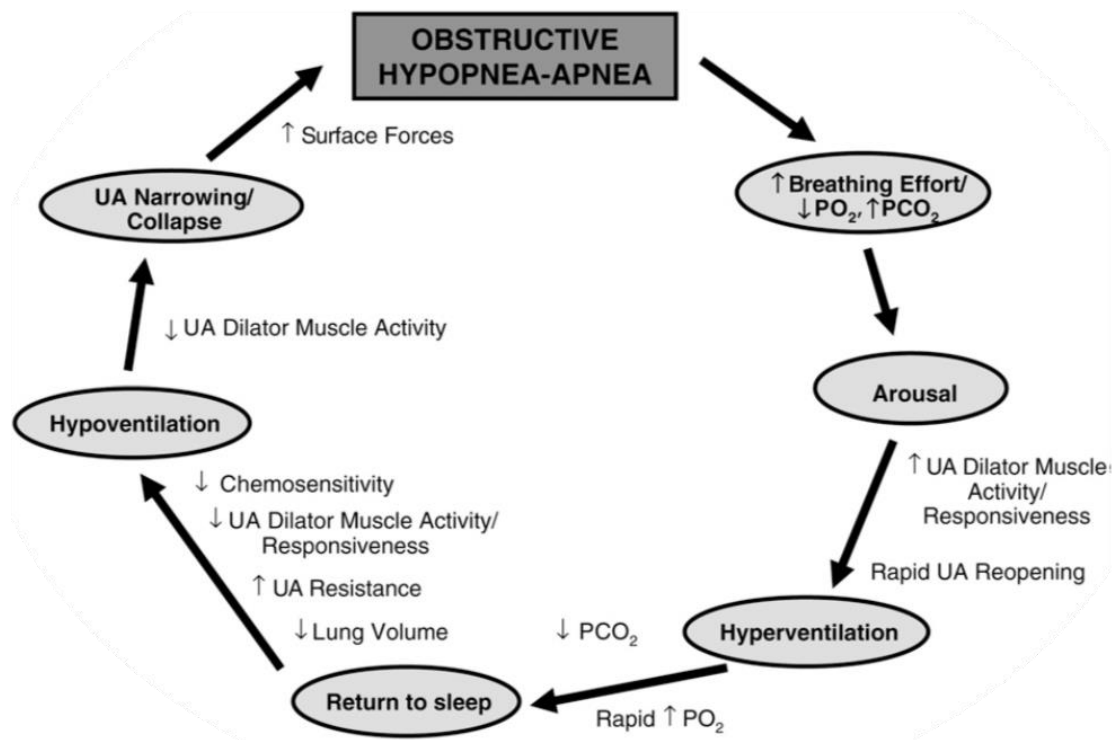 OBSTRUCTIVE
HYPOPNEA-APNEA
↑ Surface Forces
UA Narrowing/
Collapse
↑Breathing Effort/
↓PO₂,↑PCO₂
↓ UA Dilator Muscle Activity
Arousal
Hypoventilation
↑ UA Dilator Muscle
Activity/
Responsiveness
↓ Chemosensitivity
↓ UA Dilator Muscle Activity/
Responsiveness
Rapid UA Reopening
↑ UA Resistance
↓ Lung Volume
↓ PCO₂
Hyperventilation
Return to sleep
Rapid ↑ PO₂